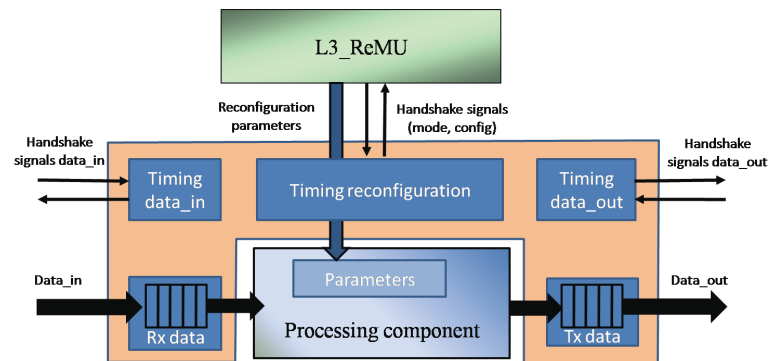 L3_ReMU
Reconfiguration
parameters
Handshake signals
(mode, config)
Handshake
signals data_in
Handshake
signals data_out
Timing
data_in
Timing reconfiguration
Timing
data_out
Parameters
Data_in
Data_out
Rx data
Processing component
Tx data